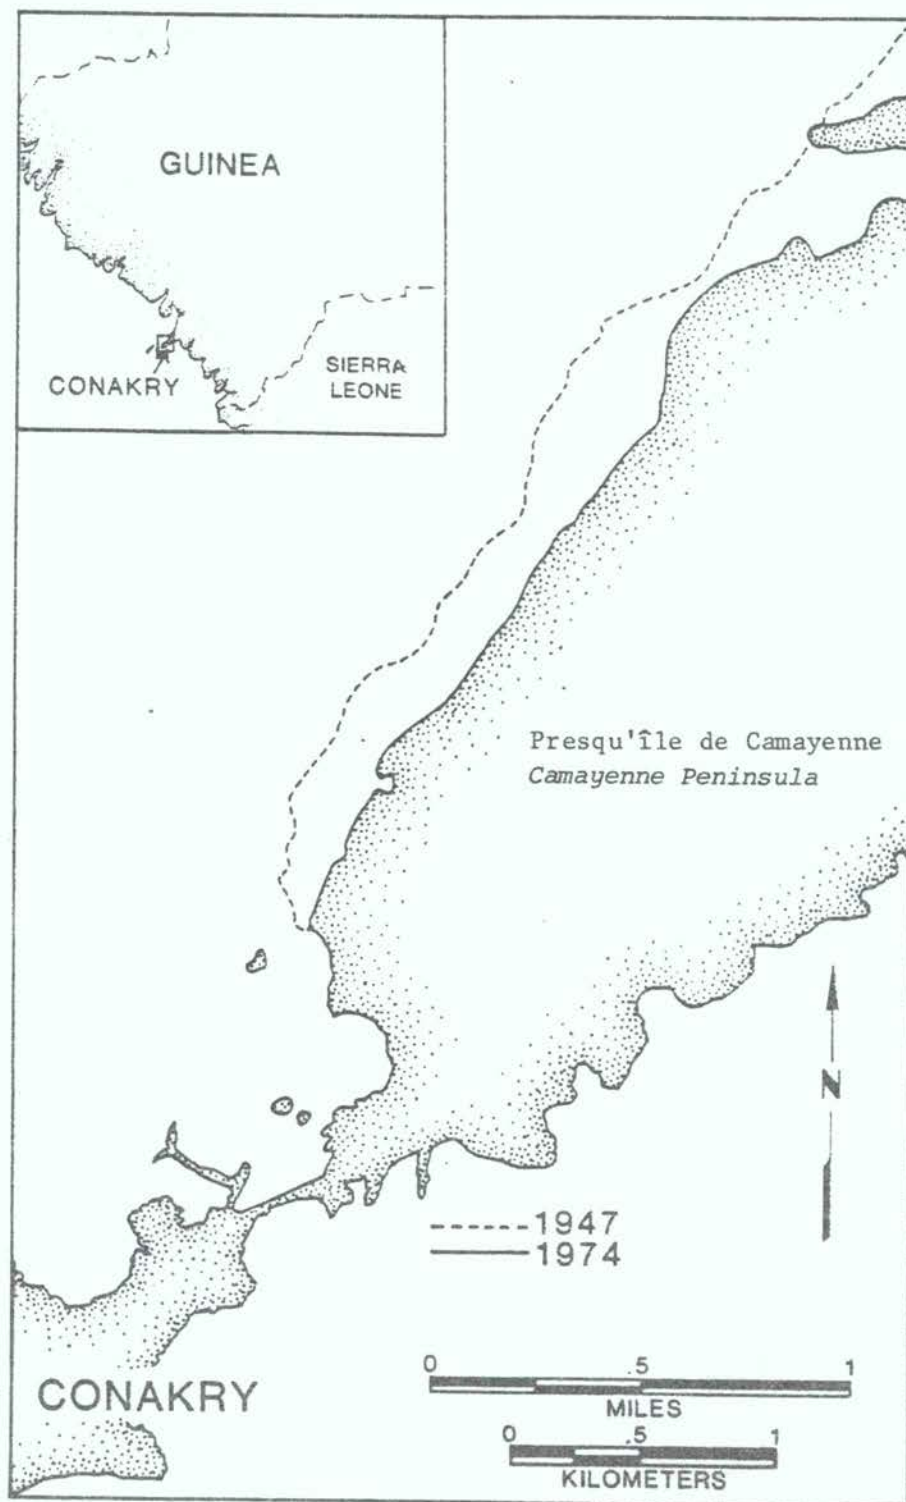 GUINEA
SIERRA
LEONE
CONAKRY
Presqu'île de Camayenne
Camayenne Peninsula
N
1947
1974
CONAKRY
0 .5 1
MILES
0 .5 1
KILOMETERS